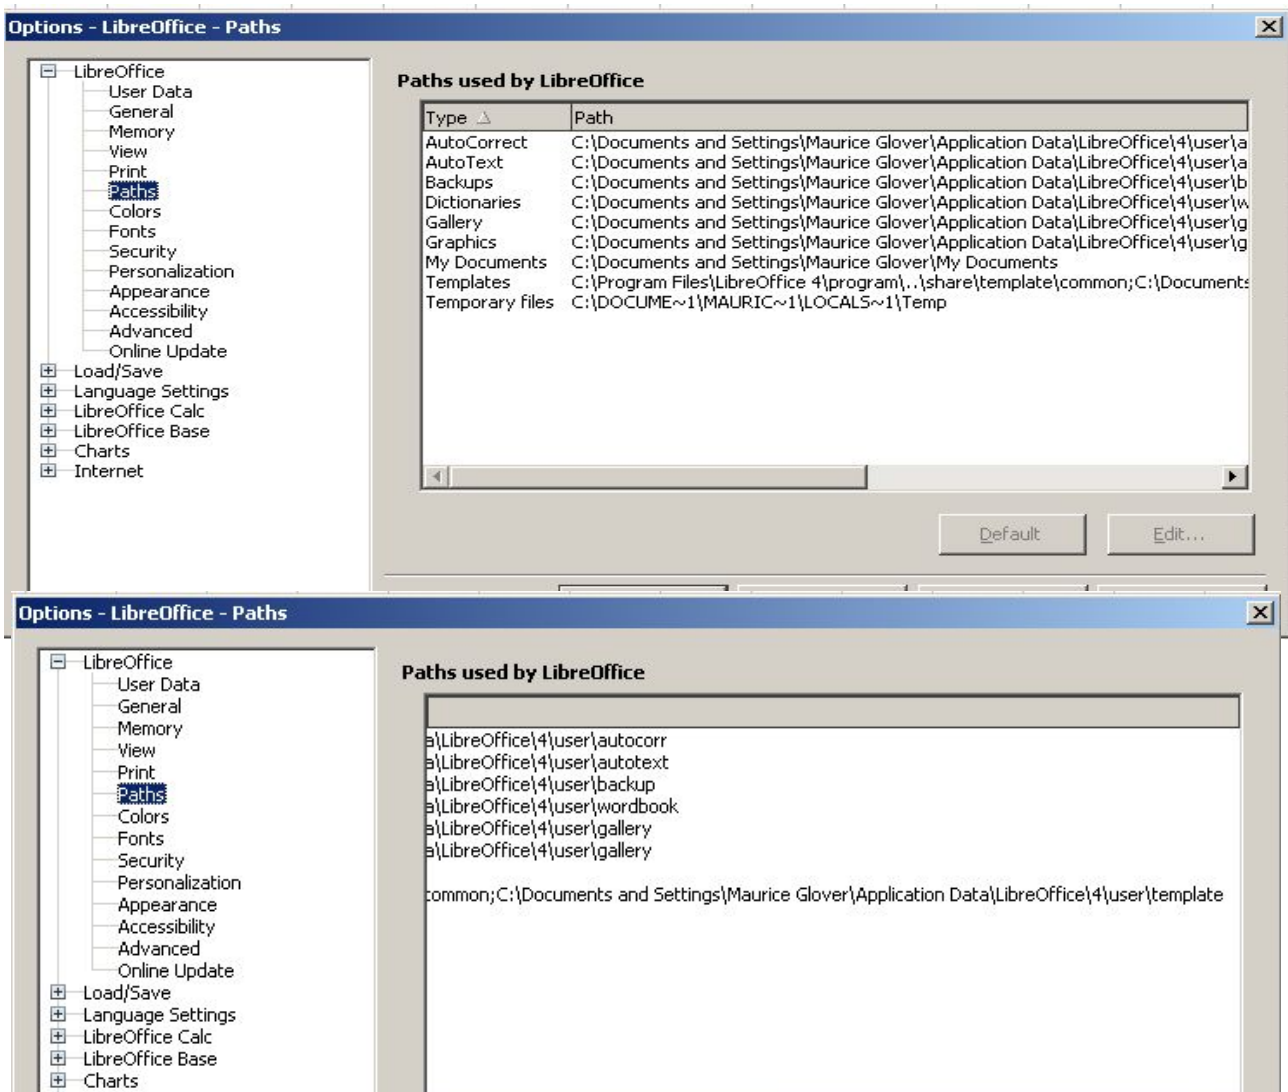 Options - LibreOffice - Paths
LibreOffice
User Data
General
Memory
View
Print
Paths
Colors
Fonts
Security
Personalization
Appearance
Accessibility
Advanced
Online Update
Load/Save
Language Settings
LibreOffice Calc
LibreOffice Base
Charts
Internet
Paths used by LibreOffice
Type Path
AutoCorrect C:\Documents and Settings\Maurice Glover\Application Data\LibreOffice\4\user\a
AutoText C:\Documents and Settings\Maurice Glover\Application Data\LibreOffice\4\user\a
Backups C:\Documents and Settings\Maurice Glover\Application Data\LibreOffice\4\user\b
Dictionaries C:\Documents and Settings\Maurice Glover\Application Data\LibreOffice\4\user\w
Gallery C:\Documents and Settings\Maurice Glover\Application Data\LibreOffice\4\user\g
Graphics C:\Documents and Settings\Maurice Glover\Application Data\LibreOffice\4\user\g
My Documents C:\Documents and Settings\Maurice Glover\My Documents
Templates C:\Program Files\LibreOffice 4\program\..\share\template\common;C:\Documents
Temporary files C:\DOCUME~1\MAURIC~1\LOCALS~1\Temp
Default Edit...
Options - LibreOffice - Paths
LibreOffice
User Data
General
Memory
View
Print
Paths
Colors
Fonts
Security
Personalization
Appearance
Accessibility
Advanced
Online Update
Load/Save
Language Settings
LibreOffice Calc
LibreOffice Base
Charts
Paths used by LibreOffice
a\LibreOffice\4\user\autocorr
a\LibreOffice\4\user\autotext
a\LibreOffice\4\user\backup
a\LibreOffice\4\user\wordbook
a\LibreOffice\4\user\gallery
a\LibreOffice\4\user\gallery
common;C:\Documents and Settings\Maurice Glover\Application Data\LibreOffice\4\user\template